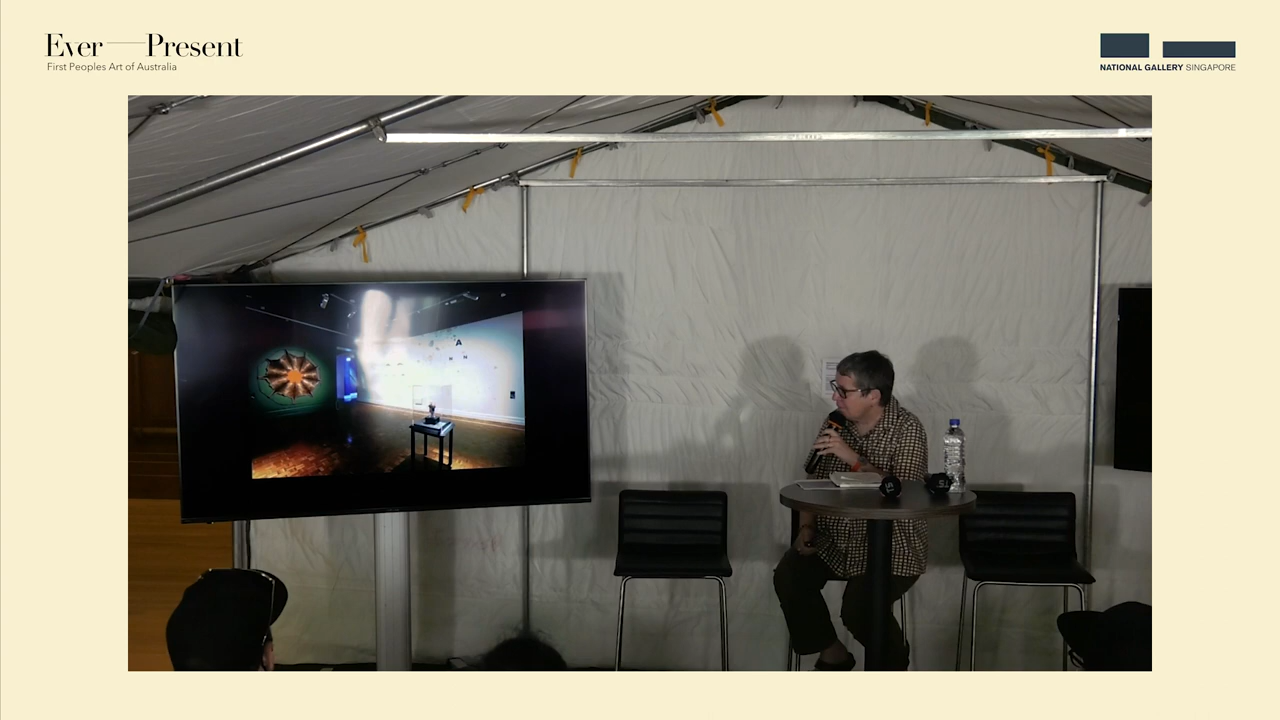 Ever — Present
First Peoples Art of Australia
NATIONAL GALLERY SINGAPORE
A
M M